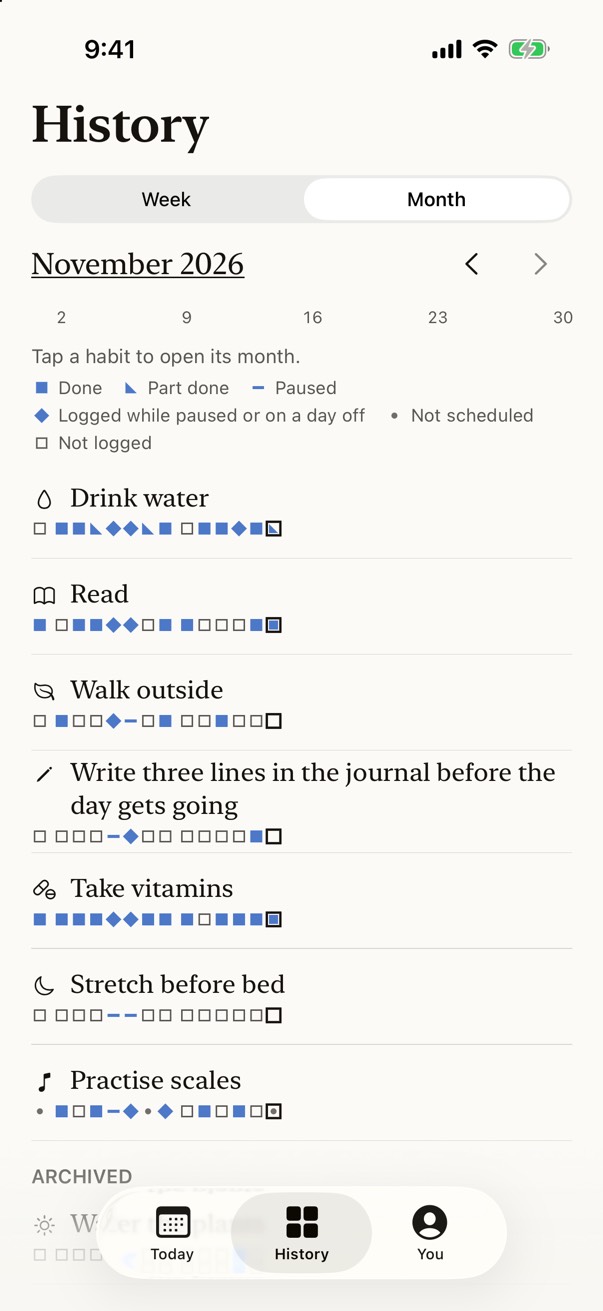 9:41
History
Week Month
November 2026
2 9 16 23 30
Tap a habit to open its month.
Done Part done Paused
Logged while paused or on a day off Not scheduled
Not logged
Drink water
Read
Walk outside
Write three lines in the journal before the
day gets going
Take vitamins
Stretch before bed
Practise scales
ARCHIVED
Today History You